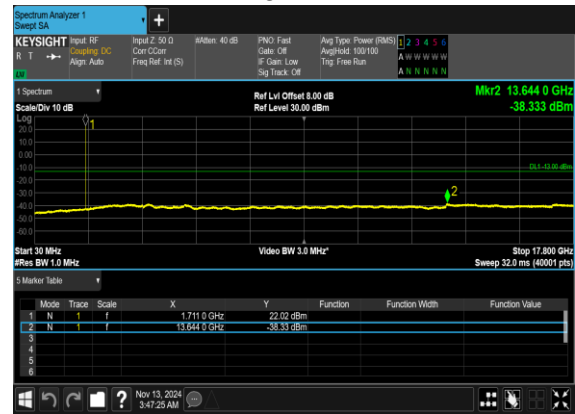 Spectrum Analyzer 1
Swept SA
KEYSIGHT
R T
LNI
Input: RF
Coupling: DC
Align: Auto
Input Z: 50 Ω
Corr CCorr
Freq Ref: Int (S)
#Atten: 40 dB
PNO: Fast
Gate: Off
IF Gain: Low
Sig Track: Off
Avg Type: Power (RMS)
Avg|Hold: 100/100
Trig: Free Run
1 2 3 4 5 6
A W W W W W
A N N N N N
1 Spectrum
Scale/Div 10 dB
Ref Lvl Offset 8.00 dB
Ref Level 30.00 dBm
Mkr2 13.644 0 GHz
-38.333 dBm
Log
20.0
10.0
0.00
-10.0
-20.0
-30.0
-40.0
-50.0
-60.0
1
DL1 -13.00 dBm
2
Start 30 MHz
#Res BW 1.0 MHz
Video BW 3.0 MHz*
Stop 17.800 GHz
Sweep 32.0 ms (40001 pts)
5 Marker Table
Mode Trace Scale X Y Function Function Width Function Value
1 N 1 f 1.711 0 GHz 22.02 dBm
2 N 1 f 13.644 0 GHz -38.33 dBm
3
4
5
6
?
Nov 13, 2024
3:47:25 AM